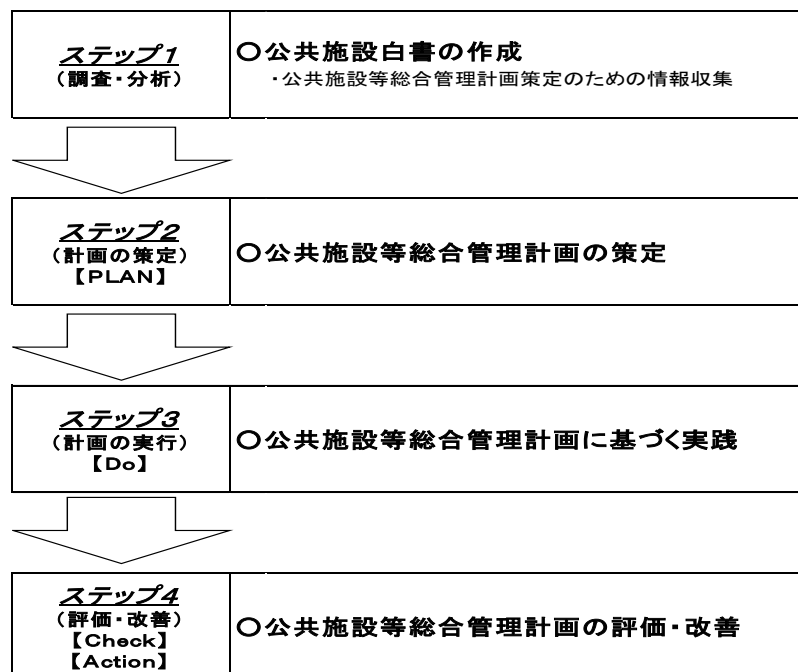 ステップ1
（調査・分析）
〇公共施設白書の作成
・公共施設等総合管理計画策定のための情報収集
ステップ2
（計画の策定）
【PLAN】
〇公共施設等総合管理計画の策定
ステップ3
（計画の実行）
【Do】
〇公共施設等総合管理計画に基づく実践
ステップ4
（評価・改善）
【Check】
【Action】
〇公共施設等総合管理計画の評価・改善